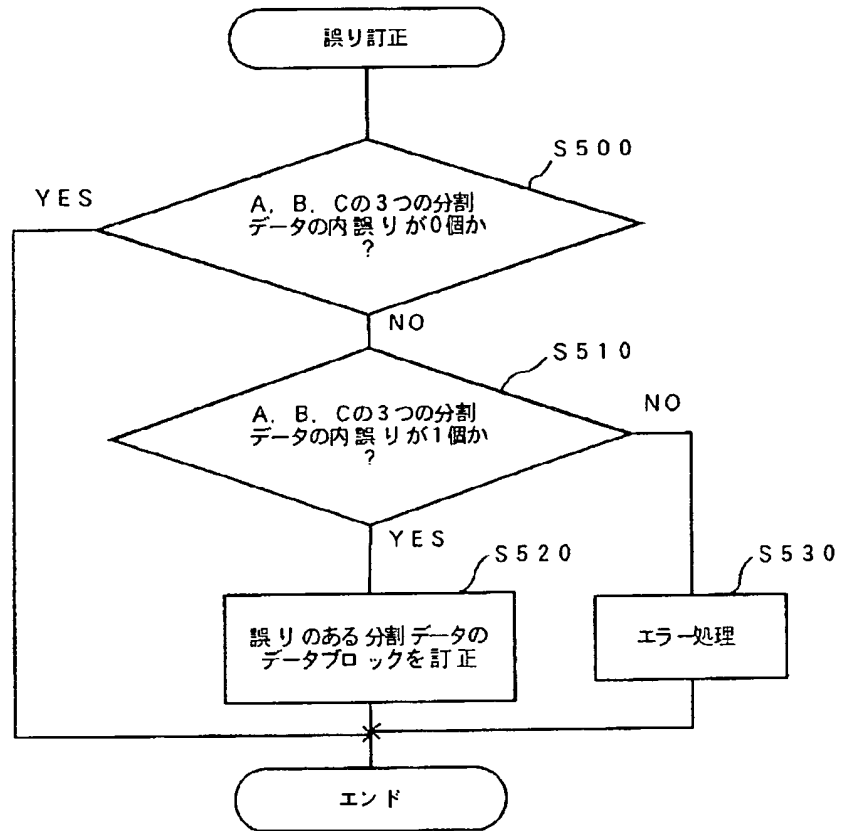 誤り訂正
S500
YES
A. B. Cの3つの分割
データの内誤りが0個か
?
NO
S510
A. B. Cの3つの分割
データの内誤りが1個か
?
NO
YES
S520
S530
誤りのある分割データの
データブロックを訂正
エラー処理
エンド